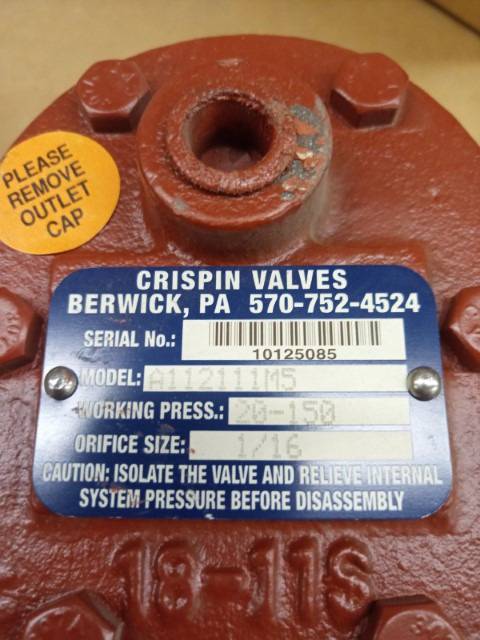 PLEASE
REMOVE
OUTLET
CAP
CRISPIN VALVES
BERWICK, PA 570-752-4524
SERIAL No.:
10125085
MODEL: A112111M5
WORKING PRESS.: 20-150
ORIFICE SIZE: 1/16
CAUTION: ISOLATE THE VALVE AND RELIEVE INTERNAL
SYSTEM PRESSURE BEFORE DISASSEMBLY
18-11S